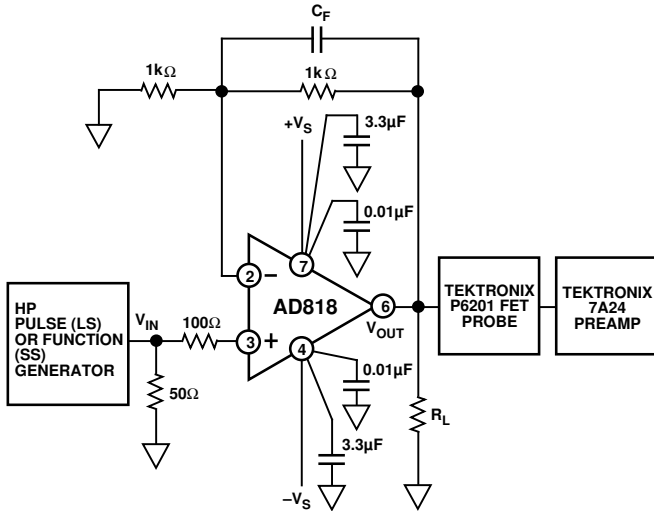 C_F
1kΩ
1kΩ
+V_S
3.3µF
0.01µF
2
−
7
AD818
6
HP
PULSE (LS)
OR FUNCTION
(SS)
GENERATOR
V_IN
100Ω
3
+
4
V_OUT
TEKTRONIX
P6201 FET
PROBE
TEKTRONIX
7A24
PREAMP
50Ω
0.01µF
R_L
3.3µF
−V_S